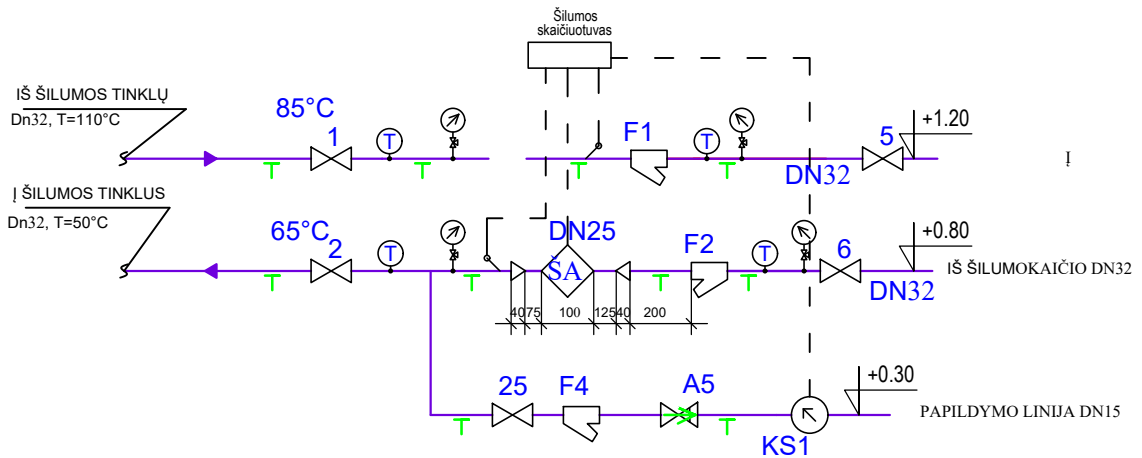 Šilumos
skaičiuotuvas
IŠ ŠILUMOS TINKLŲ
Dn32, T=110°C
85°C
1
T
F1
T
DN32
5
+1.20
Į
Į ŠILUMOS TINKLUS
Dn32, T=50°C
65°C
2
T
DN25
ŠA
F2
T
6
DN32
+0.80
IŠ ŠILUMOKAIČIO DN32
40 75 100 125 40 200
25
F4
A5
KS1
+0.30
PAPILDYMO LINIJA DN15